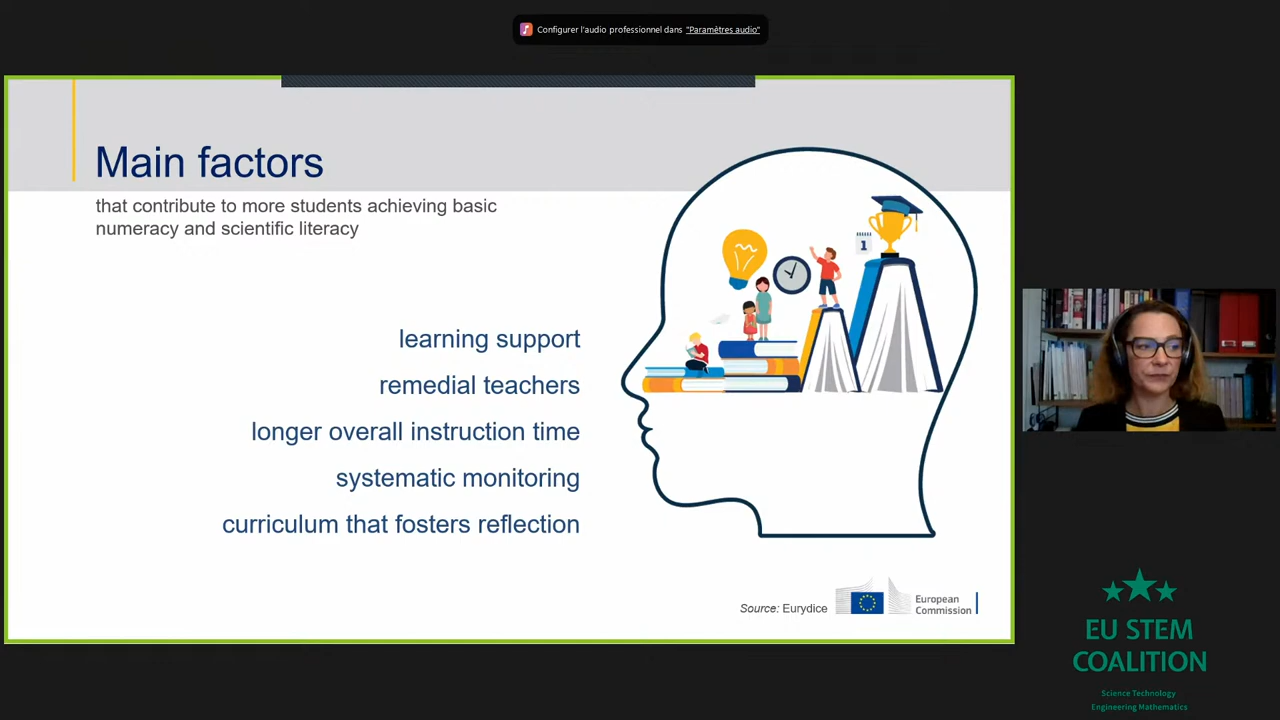 Configurer l'audio professionnel dans "Paramètres audio"
Main factors
that contribute to more students achieving basic
numeracy and scientific literacy
learning support
remedial teachers
longer overall instruction time
systematic monitoring
curriculum that fosters reflection
1
Source: Eurydice
European
Commission
EU STEM
COALITION
Science Technology
Engineering Mathematics